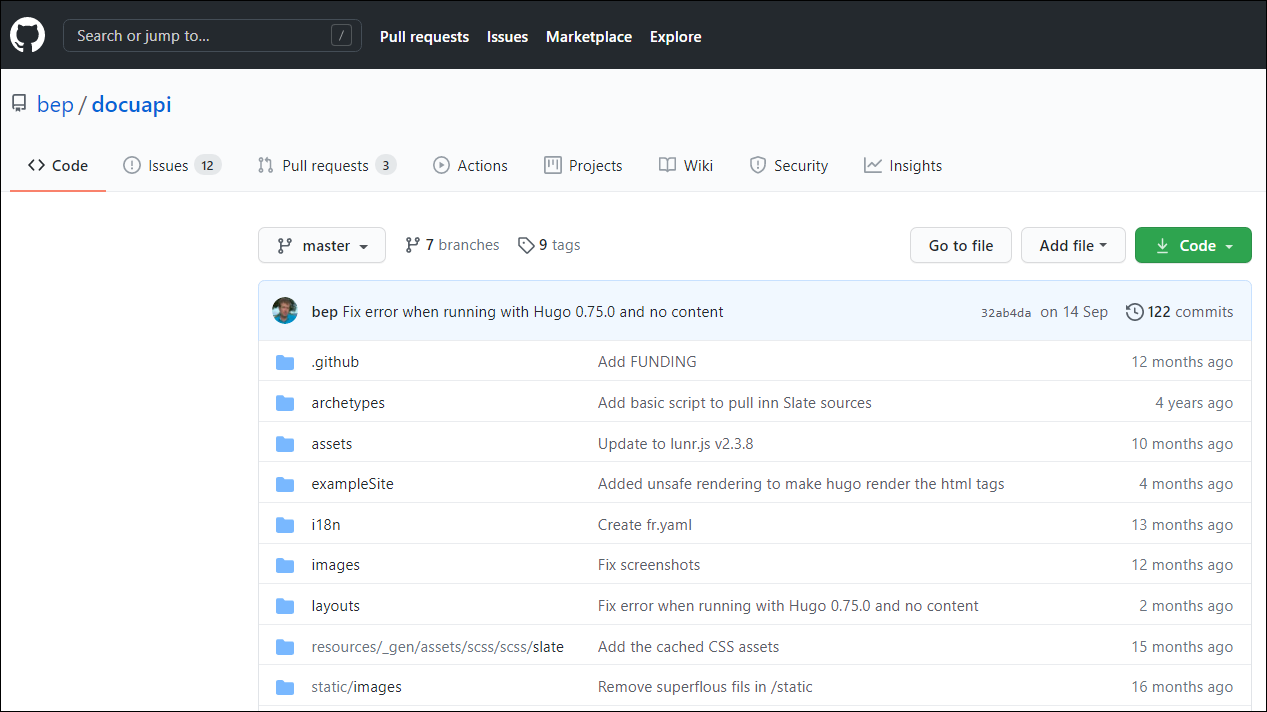 Search or jump to... / Pull requests Issues Marketplace Explore
bep / docuapi
Code Issues 12 Pull requests 3 Actions Projects Wiki Security Insights
master 7 branches 9 tags Go to file Add file Code
bep Fix error when running with Hugo 0.75.0 and no content 32ab4da on 14 Sep 122 commits
.github Add FUNDING 12 months ago
archetypes Add basic script to pull inn Slate sources 4 years ago
assets Update to lunr.js v2.3.8 10 months ago
exampleSite Added unsafe rendering to make hugo render the html tags 4 months ago
i18n Create fr.yaml 13 months ago
images Fix screenshots 12 months ago
layouts Fix error when running with Hugo 0.75.0 and no content 2 months ago
resources/_gen/assets/scss/scss/slate Add the cached CSS assets 15 months ago
static/images Remove superflous fils in /static 16 months ago